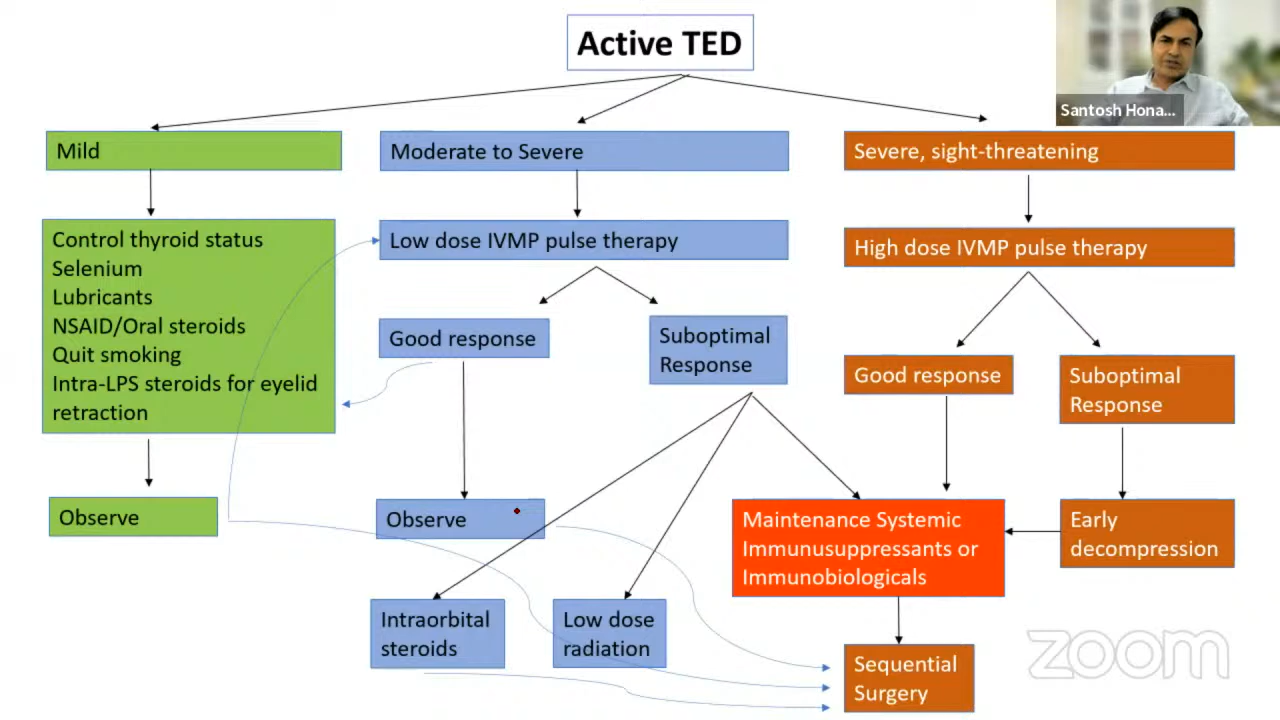 Active TED
Santosh Hona...
Mild
Moderate to Severe
Severe, sight-threatening
Control thyroid status
Selenium
Lubricants
NSAID/Oral steroids
Quit smoking
Intra-LPS steroids for eyelid
retraction
Low dose IVMP pulse therapy
High dose IVMP pulse therapy
Good response
Suboptimal
Response
Good response
Suboptimal
Response
Observe
Observe
Maintenance Systemic
Immunusuppressants or
Immunobiologicals
Early
decompression
Intraorbital
steroids
Low dose
radiation
Sequential
Surgery
zoom